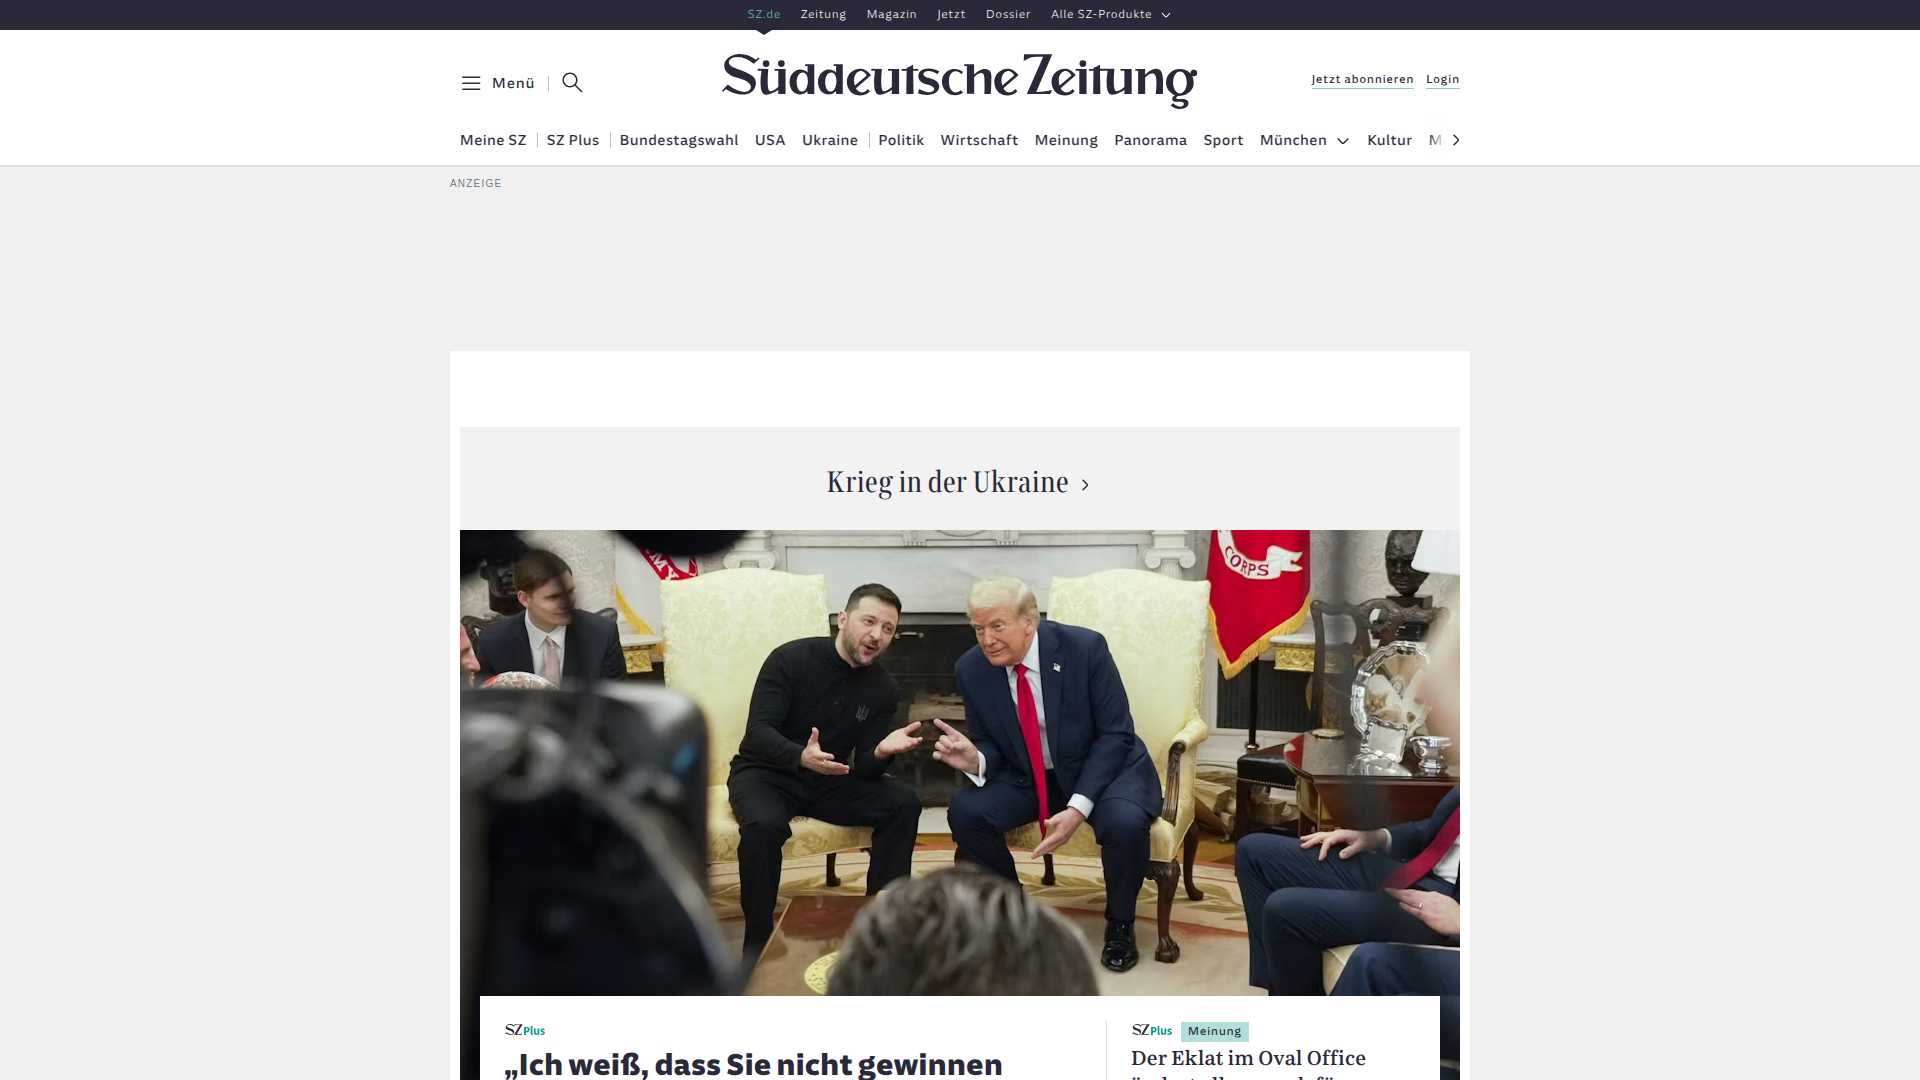 SZ.de Zeitung Magazin Jetzt Dossier Alle SZ-Produkte
Menü
Süddeutsche Zeitung
Jetzt abonnieren Login
Meine SZ SZ Plus Bundestagswahl USA Ukraine Politik Wirtschaft Meinung Panorama Sport München Kultur M
ANZEIGE
Krieg in der Ukraine
CORPS
SZ Plus
„Ich weiß, dass Sie nicht gewinnen
SZ Plus Meinung
Der Eklat im Oval Office